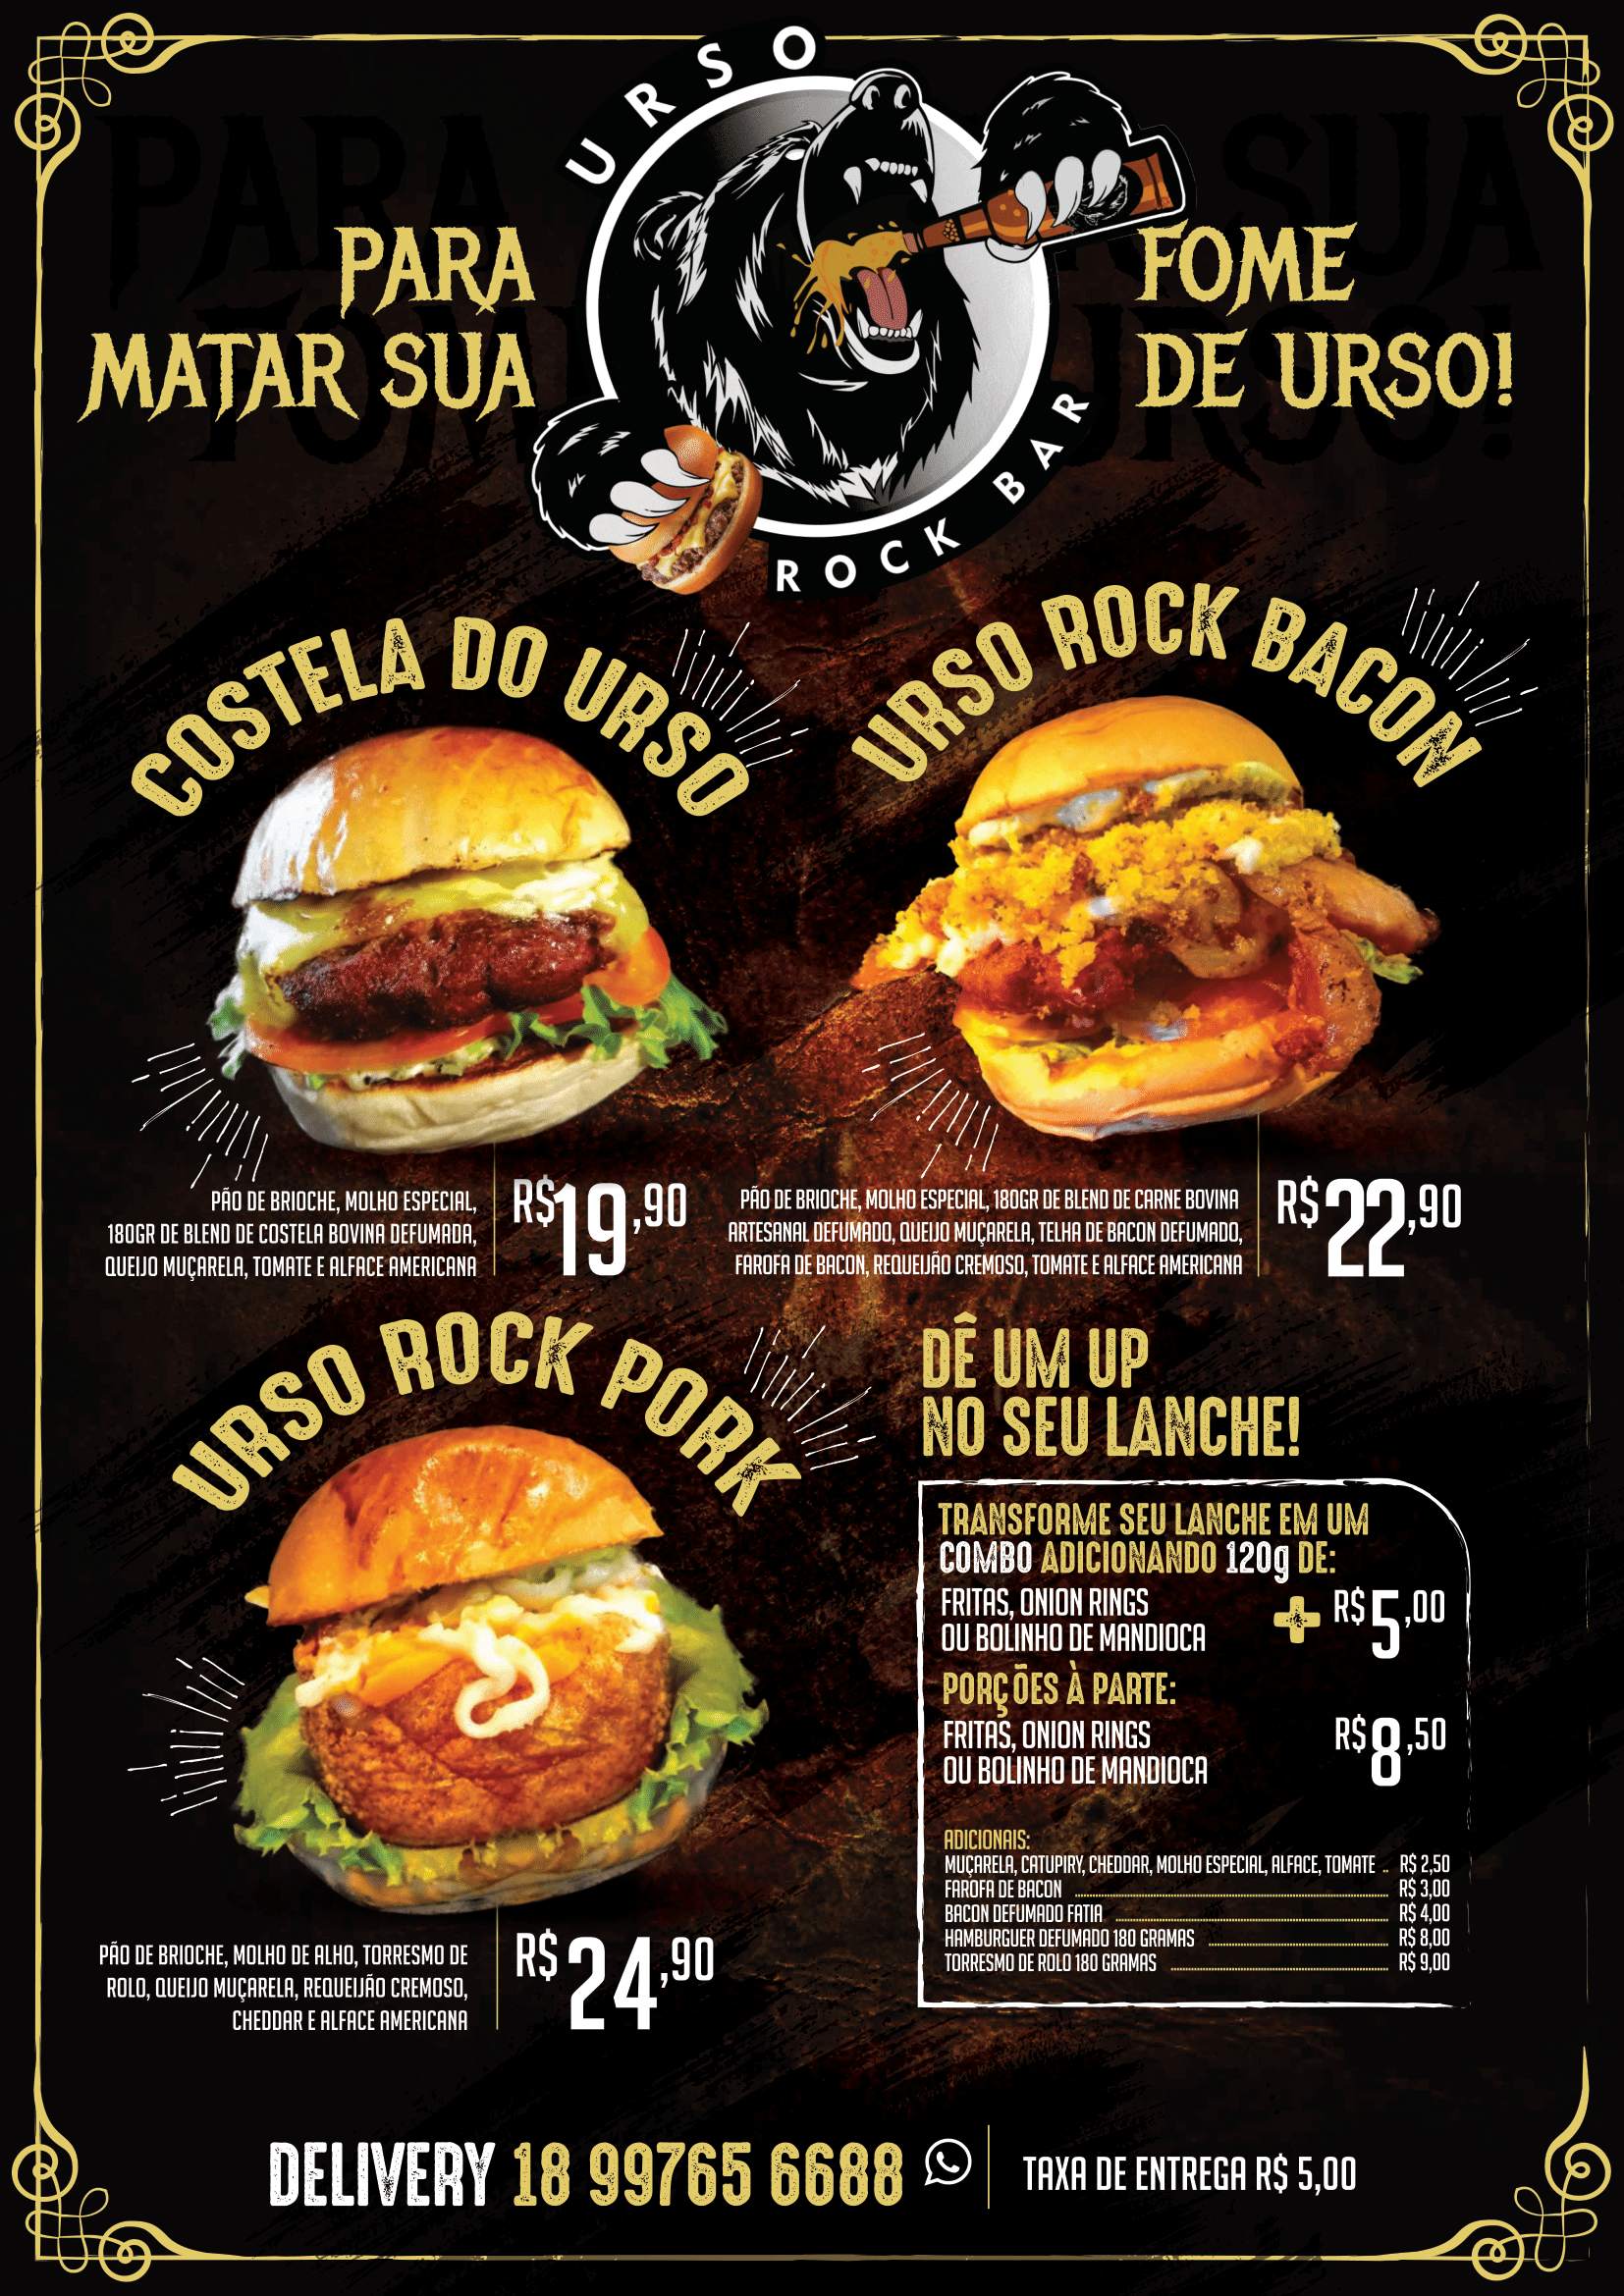 URSO
ROCK BAR
PARA
MATAR SUA
FOME
DE URSO!
COSTELA DO URSO
PÃO DE BRIOCHE, MOLHO ESPECIAL,
180GR DE BLEND DE COSTELA BOVINA DEFUMADA,
QUEIJO MUÇARELA, TOMATE E ALFACE AMERICANA
R$19,90
URSO ROCK BACON
PÃO DE BRIOCHE, MOLHO ESPECIAL, 180GR DE BLEND DE CARNE BOVINA
ARTESANAL DEFUMADO, QUEIJO MUÇARELA, TELHA DE BACON DEFUMADO,
FAROFA DE BACON, REQUEIJÃO CREMOSO, TOMATE E ALFACE AMERICANA
R$22,90
URSO ROCK PORK
PÃO DE BRIOCHE, MOLHO DE ALHO, TORRESMO DE
ROLO, QUEIJO MUÇARELA, REQUEIJÃO CREMOSO,
CHEDDAR E ALFACE AMERICANA
R$24,90
DÊ UM UP
NO SEU LANCHE!
TRANSFORME SEU LANCHE EM UM
COMBO ADICIONANDO 120g DE:
FRITAS, ONION RINGS
OU BOLINHO DE MANDIOCA
+ R$5,00
PORÇÕES À PARTE:
FRITAS, ONION RINGS
OU BOLINHO DE MANDIOCA
R$8,50
ADICIONAIS:
MUÇARELA, CATUPIRY, CHEDDAR, MOLHO ESPECIAL, ALFACE, TOMATE .. R$ 2,50
FAROFA DE BACON R$ 3,00
BACON DEFUMADO FATIA R$ 4,00
HAMBURGUER DEFUMADO 180 GRAMAS R$ 8,00
TORRESMO DE ROLO 180 GRAMAS R$ 9,00
DELIVERY 18 99765 6688
TAXA DE ENTREGA R$ 5,00